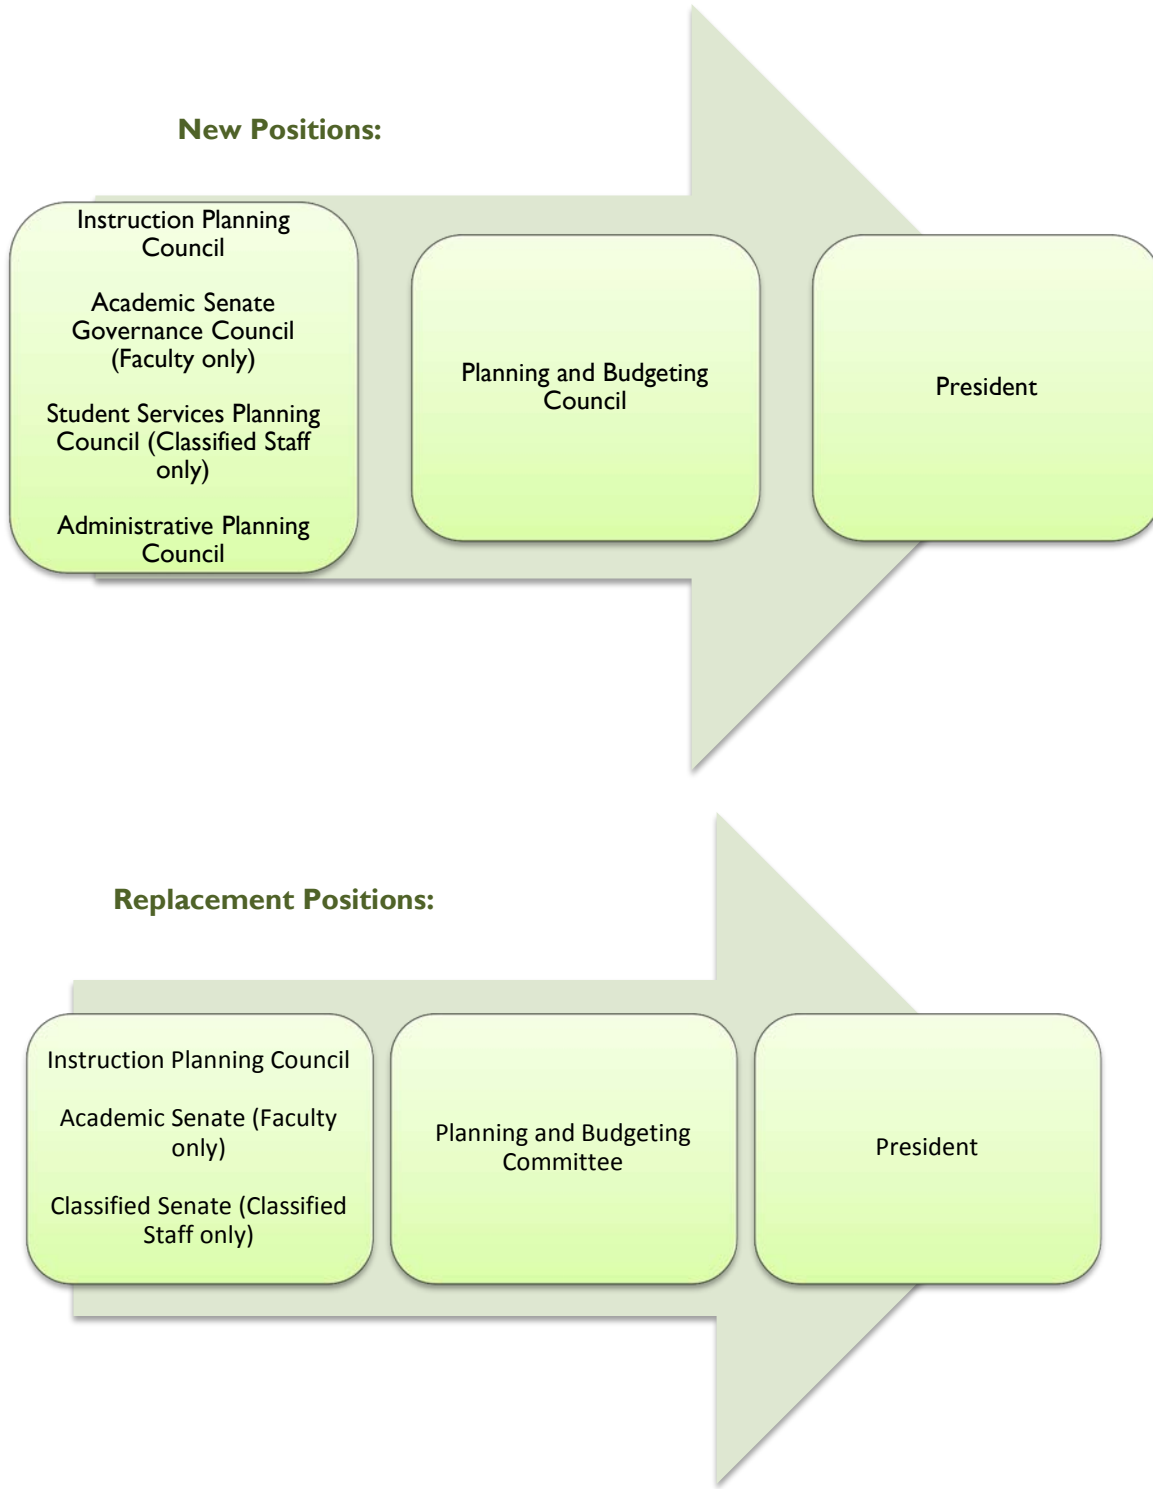 New Positions:
Instruction Planning
Council
Academic Senate
Governance Council
(Faculty only)
Student Services Planning
Council (Classified Staff
only)
Administrative Planning
Council
Planning and Budgeting
Council
President
Replacement Positions:
Instruction Planning Council
Academic Senate (Faculty
only)
Classified Senate (Classified
Staff only)
Planning and Budgeting
Committee
President